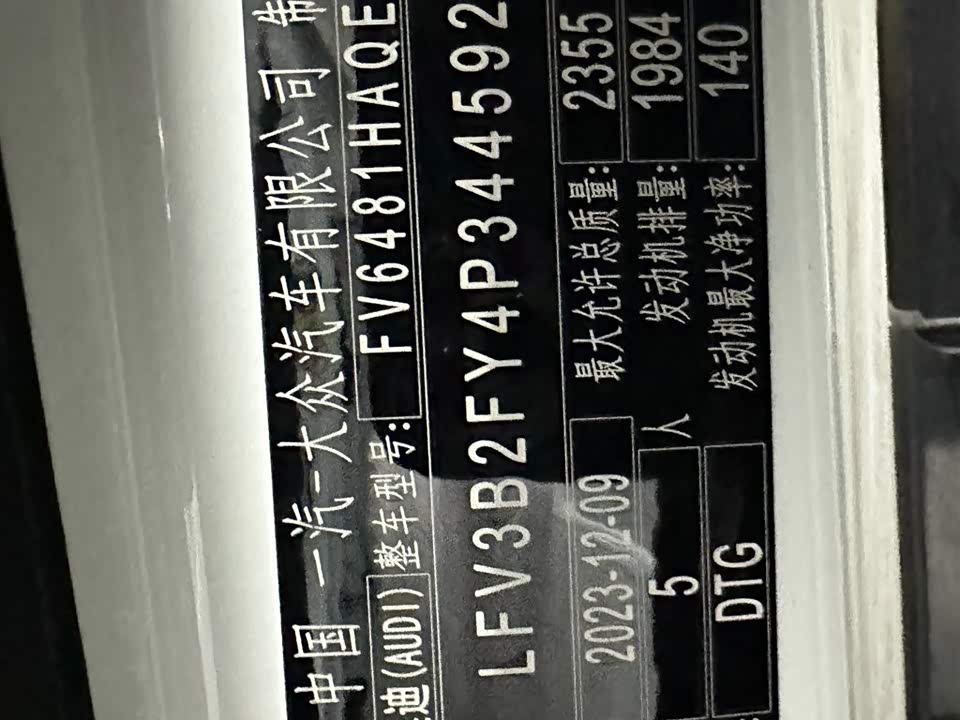 中国 一汽-大众汽车有限公司 制
迪(AUDI) 整车型号: FV6481HAQE
LFV3B2FY4P344592
2023-12-09 最大允许总质量: 2355
5 人 发动机排量: 1984
DTG 发动机最大净功率: 140